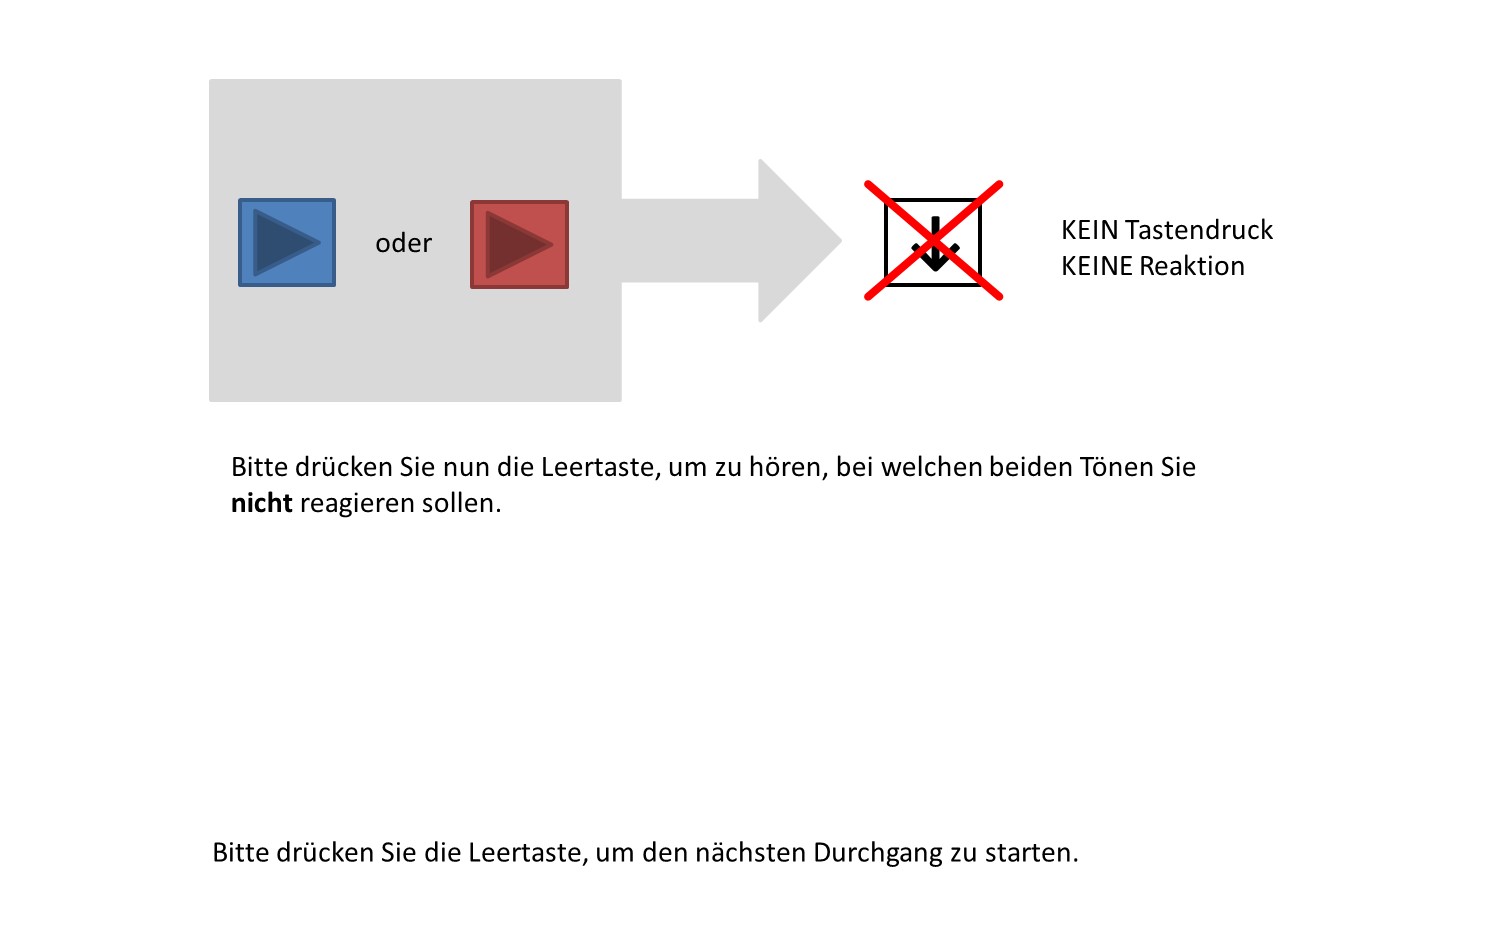 oder
KEIN Tastendruck
KEINE Reaktion
Bitte drücken Sie nun die Leertaste, um zu hören, bei welchen beiden Tönen Sie
nicht reagieren sollen.
Bitte drücken Sie die Leertaste, um den nächsten Durchgang zu starten.